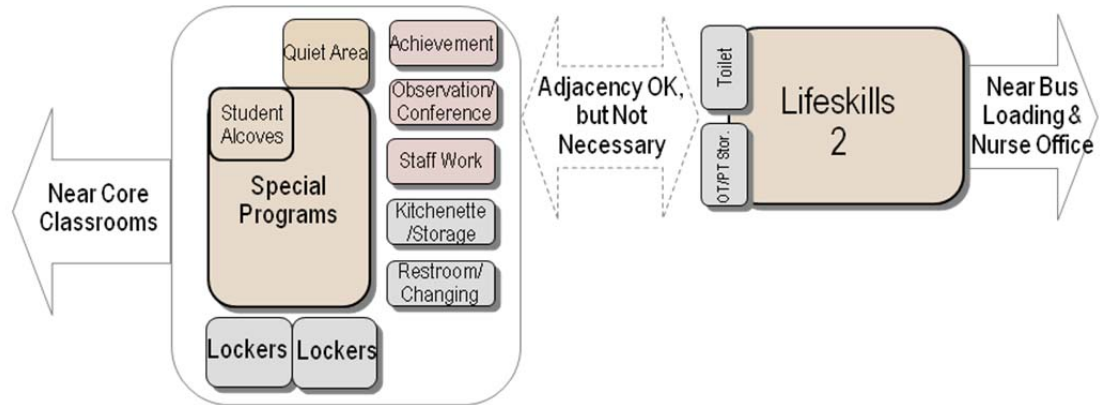 Near Core
Classrooms
Quiet Area
Student
Alcoves
Special
Programs
Lockers
Lockers
Achievement
Observation/
Conference
Staff Work
Kitchenette
/Storage
Restroom/
Changing
Adjacency OK,
but Not
Necessary
Toilet
OT/PT Stor.
Lifeskills
2
Near Bus
Loading &
Nurse Office